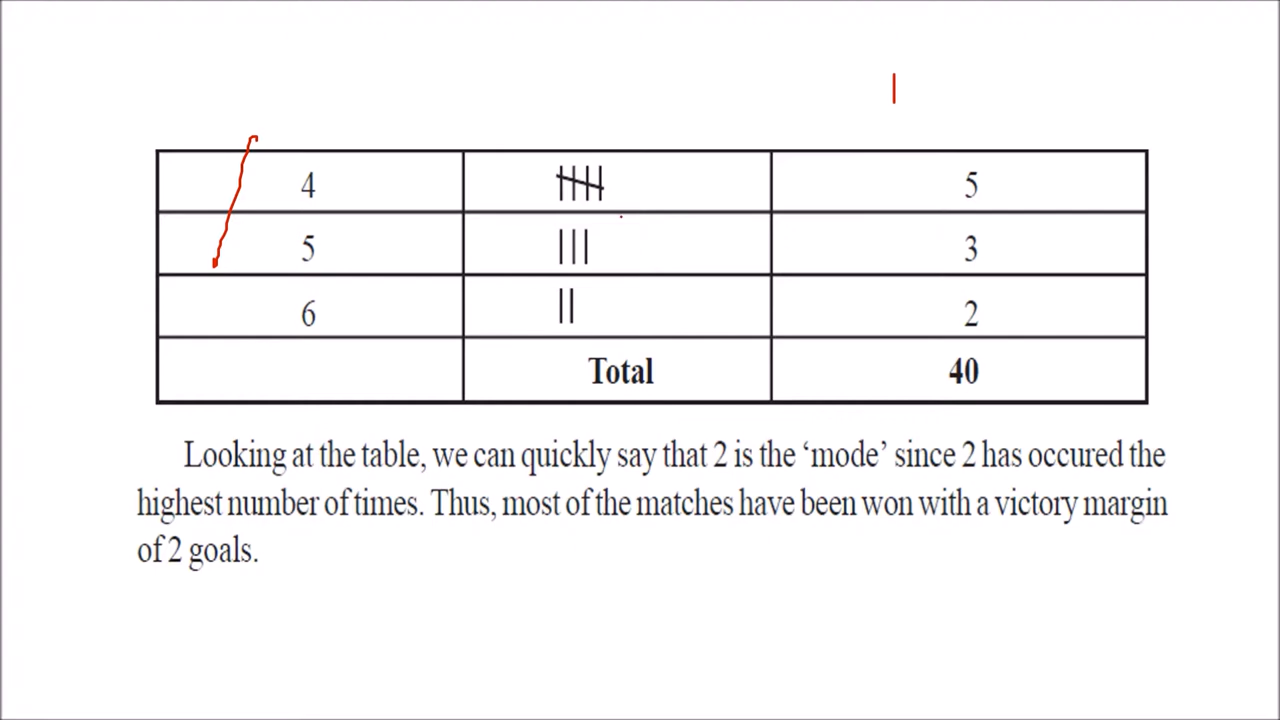 4 5
5 3
6 2
Total 40
Looking at the table, we can quickly say that 2 is the ‘mode’ since 2 has occured the
highest number of times. Thus, most of the matches have been won with a victory margin
of 2 goals.